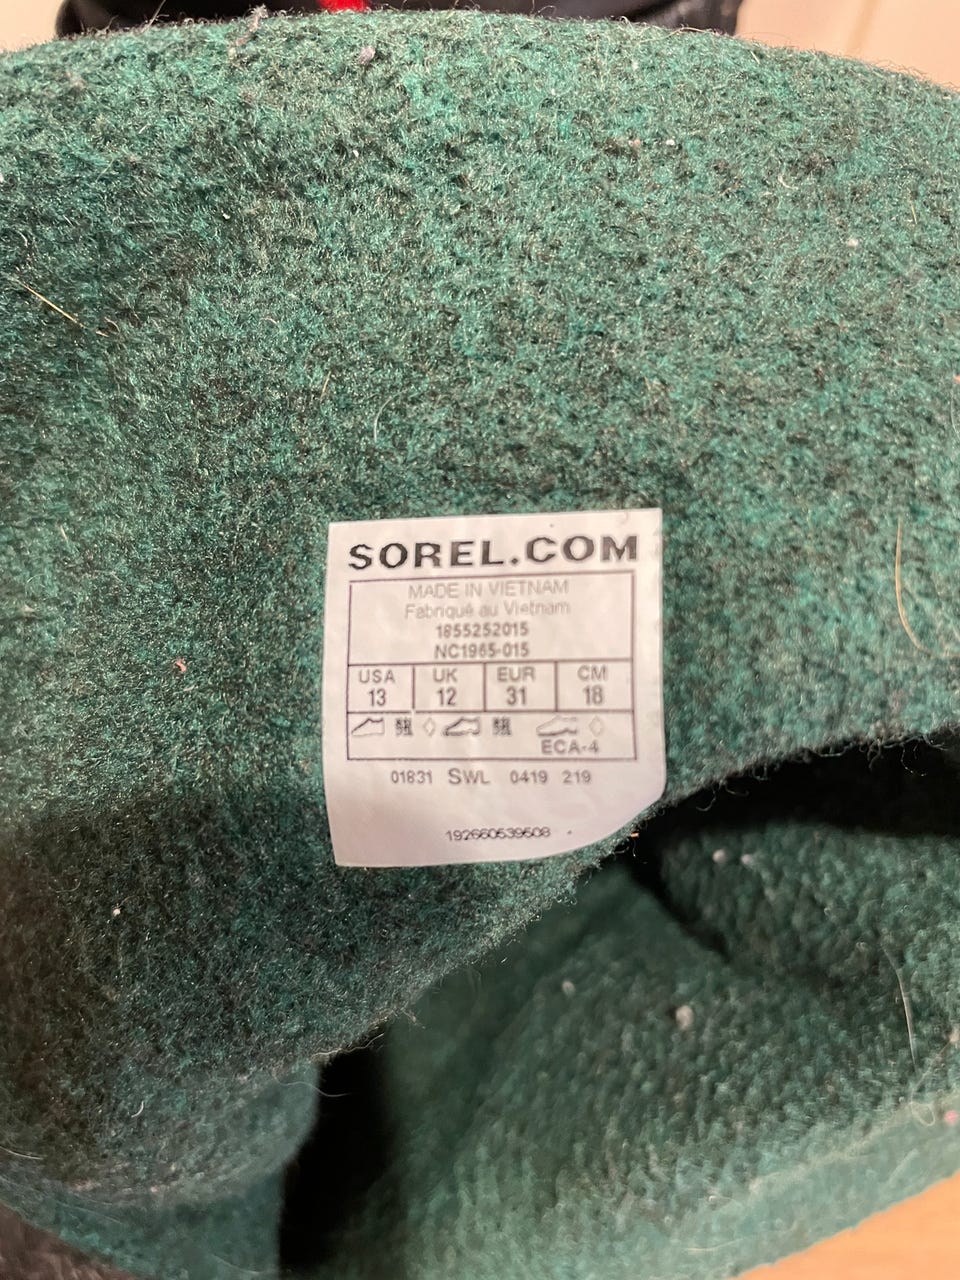 SOREL.COM
MADE IN VIETNAM
Fabriqué au Vietnam
1855252015
NC1965-015
USA UK EUR CM
13 12 31 18
ECA-4
01831 SWL 0419 219
192660539508